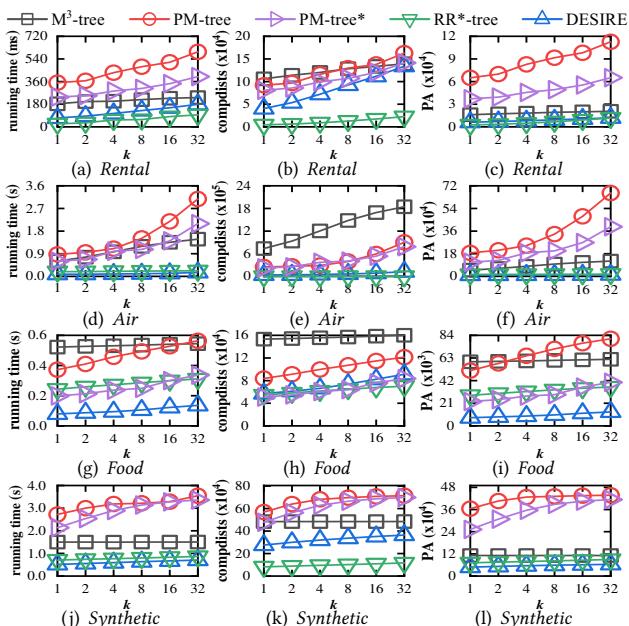 M³-tree PM-tree PM-tree* RR*-tree DESIRE
running time (ms)
720
540
360
180
0
1 2 4 8 16 32
k
(a) Rental
compdists (x10⁴)
20
15
10
5
0
1 2 4 8 16 32
k
(b) Rental
PA (x10⁴)
12
9
6
3
0
1 2 4 8 16 32
k
(c) Rental
running time (s)
3.6
2.7
1.8
0.9
0.0
1 2 4 8 16 32
k
(d) Air
compdists (x10⁵)
24
18
12
6
0
1 2 4 8 16 32
k
(e) Air
PA (x10⁴)
72
54
36
18
0
1 2 4 8 16 32
k
(f) Air
running time (s)
0.6
0.4
0.2
0.0
1 2 4 8 16 32
k
(g) Food
compdists (x10⁴)
16
12
8
4
0
1 2 4 8 16 32
k
(h) Food
PA (x10³)
84
63
42
21
0
1 2 4 8 16 32
k
(i) Food
running time (s)
4.0
3.0
2.0
1.0
0.0
1 2 4 8 16 32
k
(j) Synthetic
compdists (x10⁴)
80
60
40
20
0
1 2 4 8 16 32
k
(k) Synthetic
PA (x10⁴)
48
36
24
12
0
1 2 4 8 16 32
k
(l) Synthetic